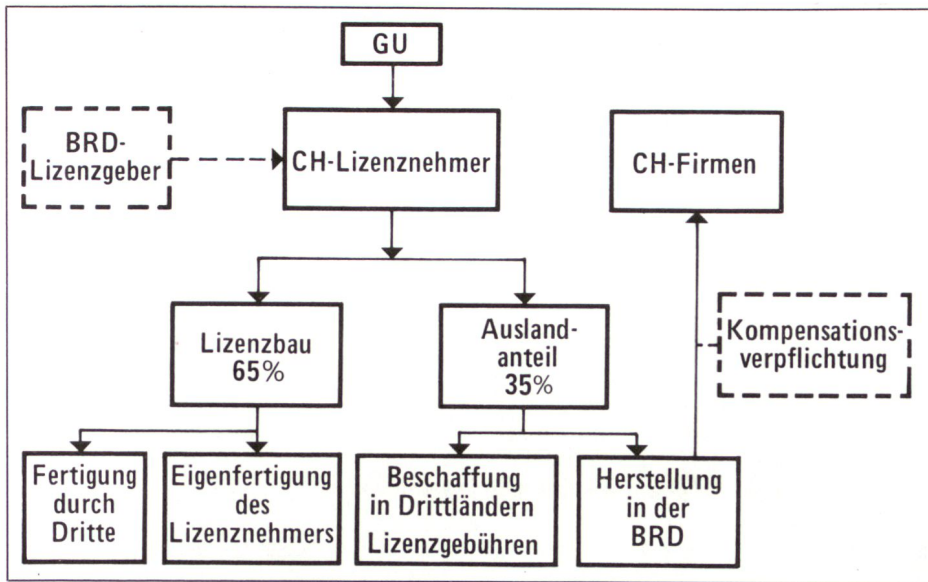 GU
BRD-
Lizenzgeber
CH-Lizenznehmer
CH-Firmen
Lizenzbau
65%
Ausland-
anteil
35%
Kompensations-
verpflichtung
Fertigung
durch
Dritte
Eigenfertigung
des
Lizenznehmers
Beschaffung
in Drittländern
Lizenzgebühren
Herstellung
in der
BRD